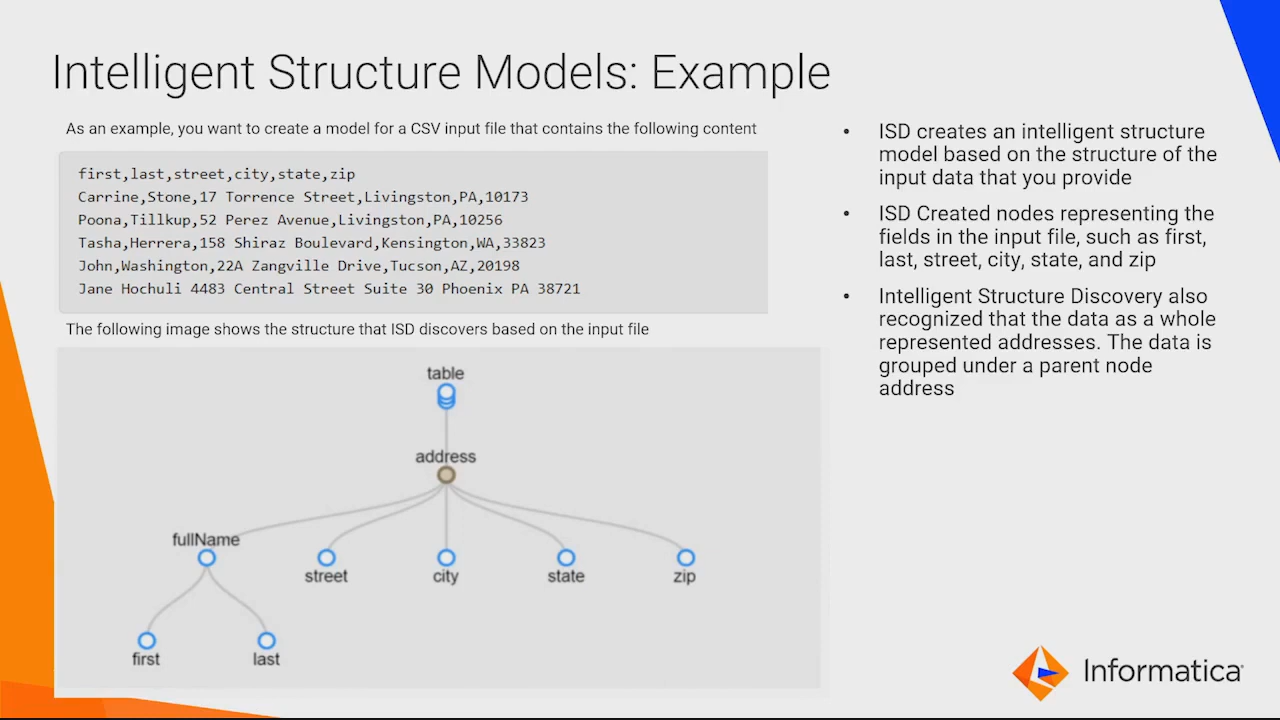 Intelligent Structure Models: Example
As an example, you want to create a model for a CSV input file that contains the following content
first,last,street,city,state,zip
Carrine,Stone,17 Torrence Street,Livingston,PA,10173
Poona,Tillkup,52 Perez Avenue,Livingston,PA,10256
Tasha,Herrera,158 Shiraz Boulevard,Kensington,WA,33823
John,Washington,22A Zangville Drive,Tucson,AZ,20198
Jane Hochuli 4483 Central Street Suite 30 Phoenix PA 38721
The following image shows the structure that ISD discovers based on the input file
table
address
fullName
street
city
state
zip
first
last
• ISD creates an intelligent structure
model based on the structure of the
input data that you provide
• ISD Created nodes representing the
fields in the input file, such as first,
last, street, city, state, and zip
• Intelligent Structure Discovery also
recognized that the data as a whole
represented addresses. The data is
grouped under a parent node
address
Informatica